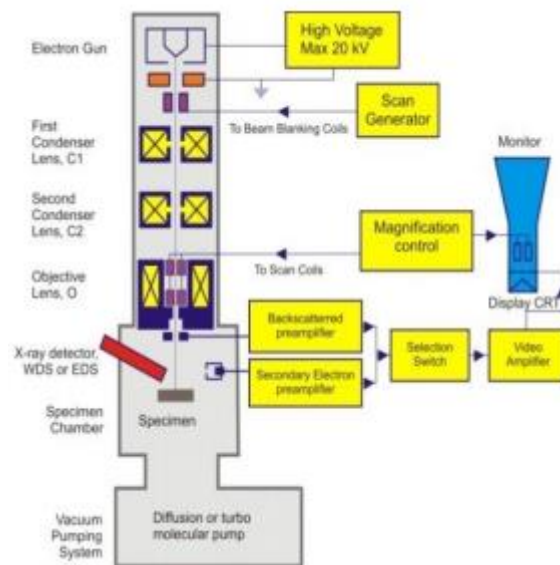 Electron Gun
High Voltage
Max 20 kV
Scan
Generator
To Beam Blanking Coils
First
Condenser
Lens, C1
Monitor
Second
Condenser
Lens, C2
Magnification
control
To Scan Coils
Objective
Lens, O
Display CRT
Backscatterred
preamplifier
Selection
Switch
Video
Amplifier
X-ray detector,
WDS or EDS
Secondary Electron
preamplifier
Specimen
Chamber
Specimen
Vacuum
Pumping
System
Diffusion or turbo
molecular pump